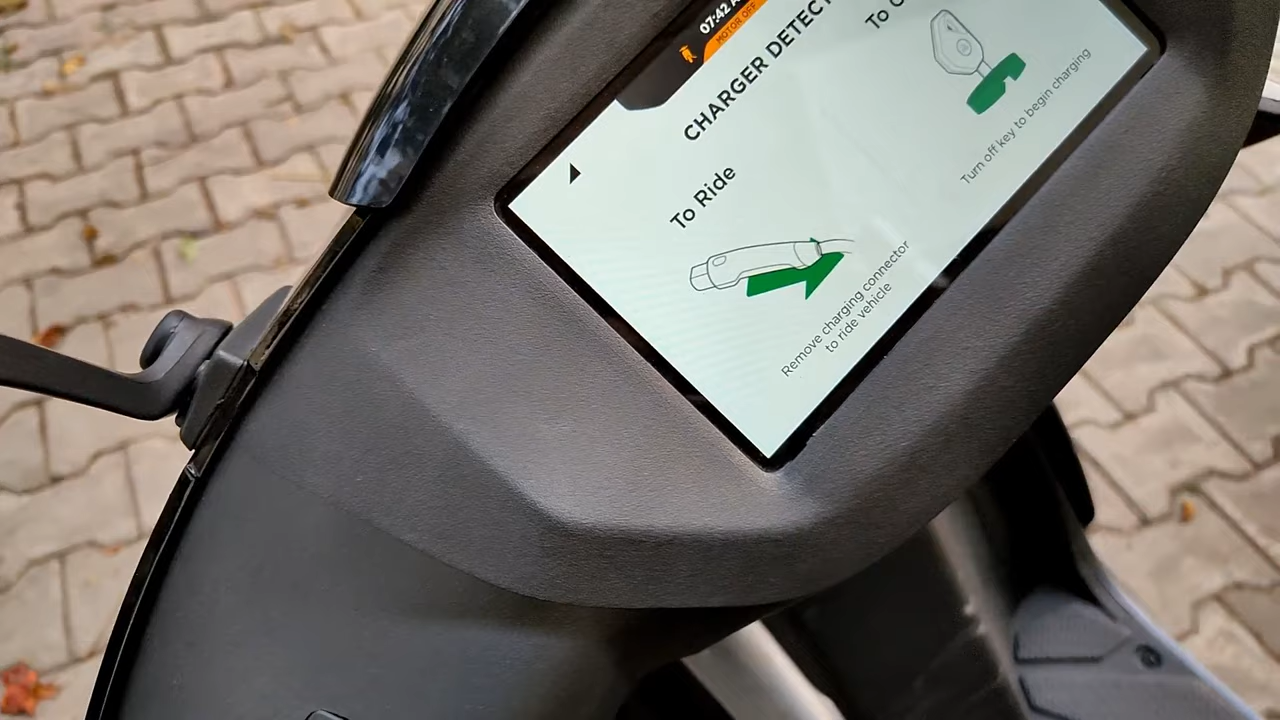 07:42
MOTOR OFF
CHARGER DETECT
To Ride
Remove charging connector
to ride vehicle
To
Turn off key to begin charging